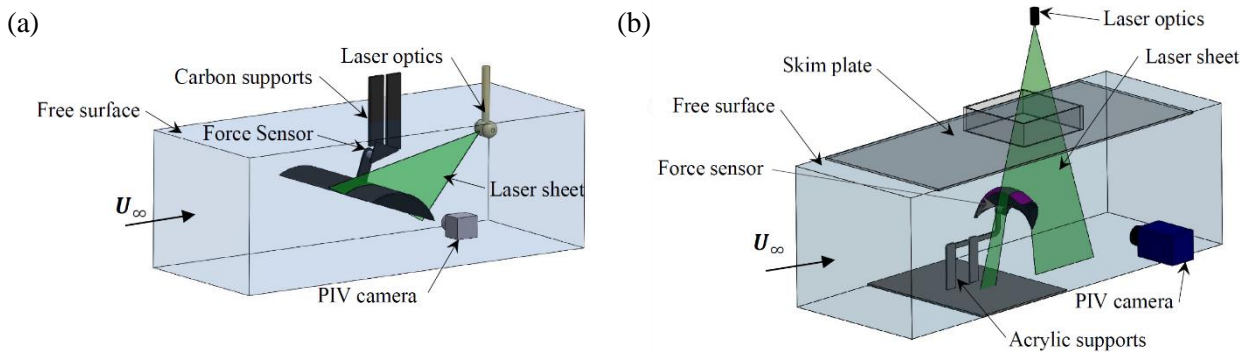 (a)
Laser optics
Carbon supports
Free surface
Force Sensor
Laser sheet
U∞
PIV camera
(b)
Laser optics
Skim plate
Laser sheet
Free surface
Force sensor
U∞
PIV camera
Acrylic supports